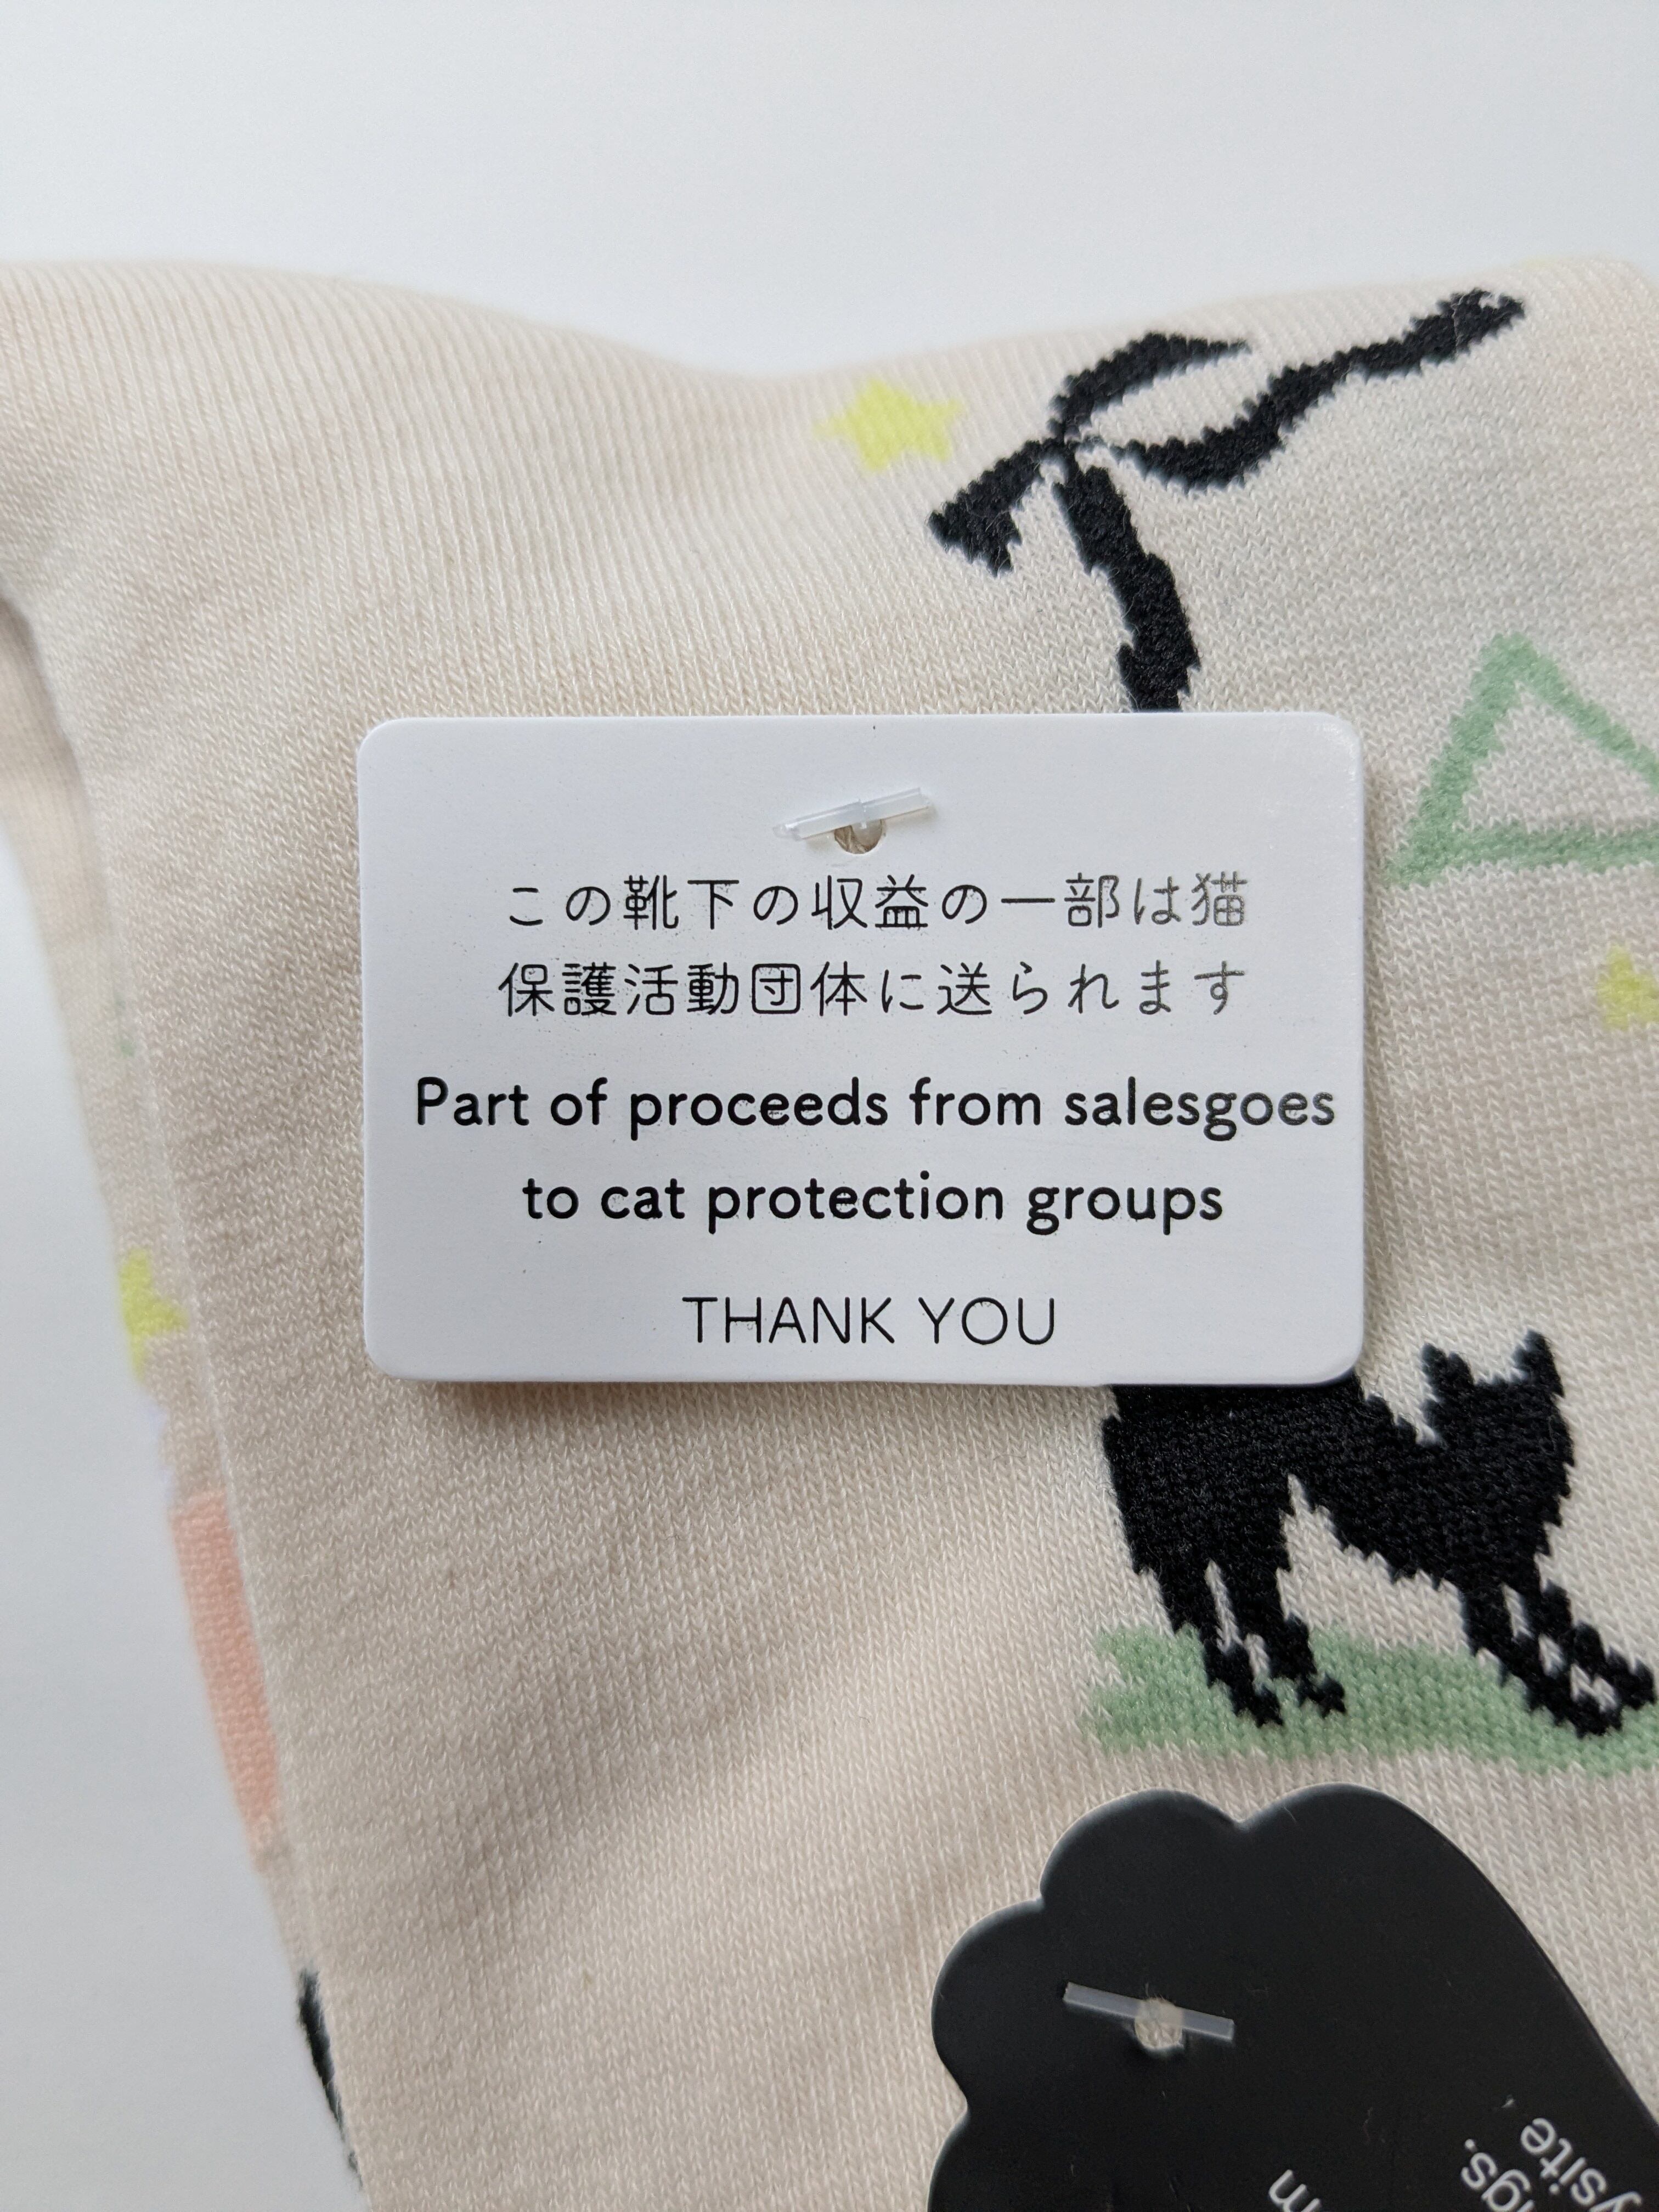 この靴下の収益の一部は猫
保護活動団体に送られます
Part of proceeds from salesgoes
to cat protection groups
THANK YOU